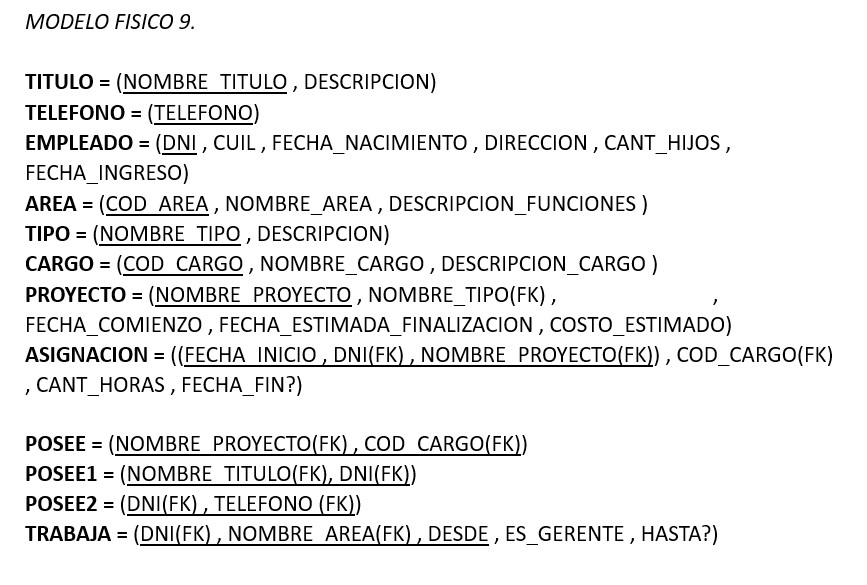 MODELO FISICO 9.
TITULO = (NOMBRE_TITULO , DESCRIPCION)
TELEFONO = (TELEFONO)
EMPLEADO = (DNI , CUIL , FECHA_NACIMIENTO , DIRECCION , CANT_HIJOS ,
FECHA_INGRESO)
AREA = (COD_AREA , NOMBRE_AREA , DESCRIPCION_FUNCIONES )
TIPO = (NOMBRE_TIPO , DESCRIPCION)
CARGO = (COD_CARGO , NOMBRE_CARGO , DESCRIPCION_CARGO )
PROYECTO = (NOMBRE_PROYECTO , NOMBRE_TIPO(FK) , ,
FECHA_COMIENZO , FECHA_ESTIMADA_FINALIZACION , COSTO_ESTIMADO)
ASIGNACION = ((FECHA_INICIO , DNI(FK) , NOMBRE_PROYECTO(FK)) , COD_CARGO(FK)
, CANT_HORAS , FECHA_FIN?)
POSEE = (NOMBRE_PROYECTO(FK) , COD_CARGO(FK))
POSEE1 = (NOMBRE_TITULO(FK), DNI(FK))
POSEE2 = (DNI(FK) , TELEFONO (FK))
TRABAJA = (DNI(FK) , NOMBRE_AREA(FK) , DESDE , ES_GERENTE , HASTA?)